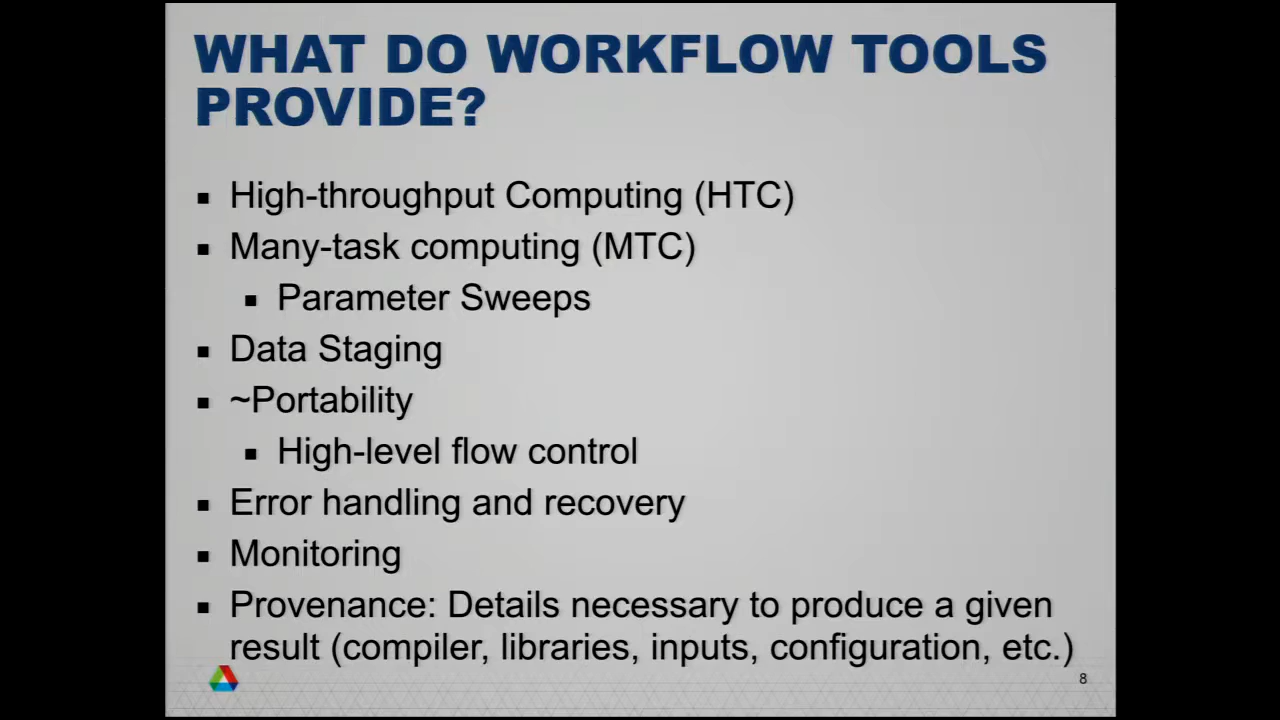 WHAT DO WORKFLOW TOOLS
PROVIDE?
High-throughput Computing (HTC)
Many-task computing (MTC)
Parameter Sweeps
Data Staging
~Portability
High-level flow control
Error handling and recovery
Monitoring
Provenance: Details necessary to produce a given
result (compiler, libraries, inputs, configuration, etc.)
8